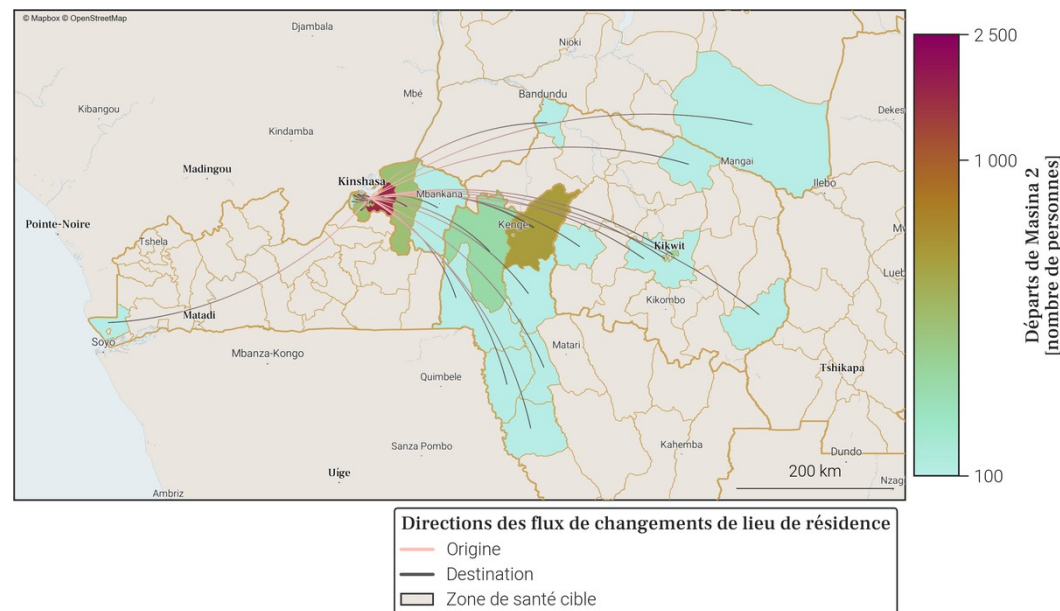 © Mapbox © OpenStreetMap
Djambala
Nioki
Kibangou
Mbé
Bandundu
Dekes
Kindamba
Madingou
Mangai
Kinshasa
Ilebo
Mbankana
Pointe-Noire
Kenge
Tshela
Kikwit
Lueb
Kikombo
Matadi
Soyo
Mbanza-Kongo
Matari
Quimbele
Tshikapa
Sanza Pombo
Kahemba
Dundo
Uige
200 km
Nzag
Ambriz
2 500
1 000
100
Départs de Masina 2
[nombre de personnes]
Directions des flux de changements de lieu de résidence
Origine
Destination
Zone de santé cible